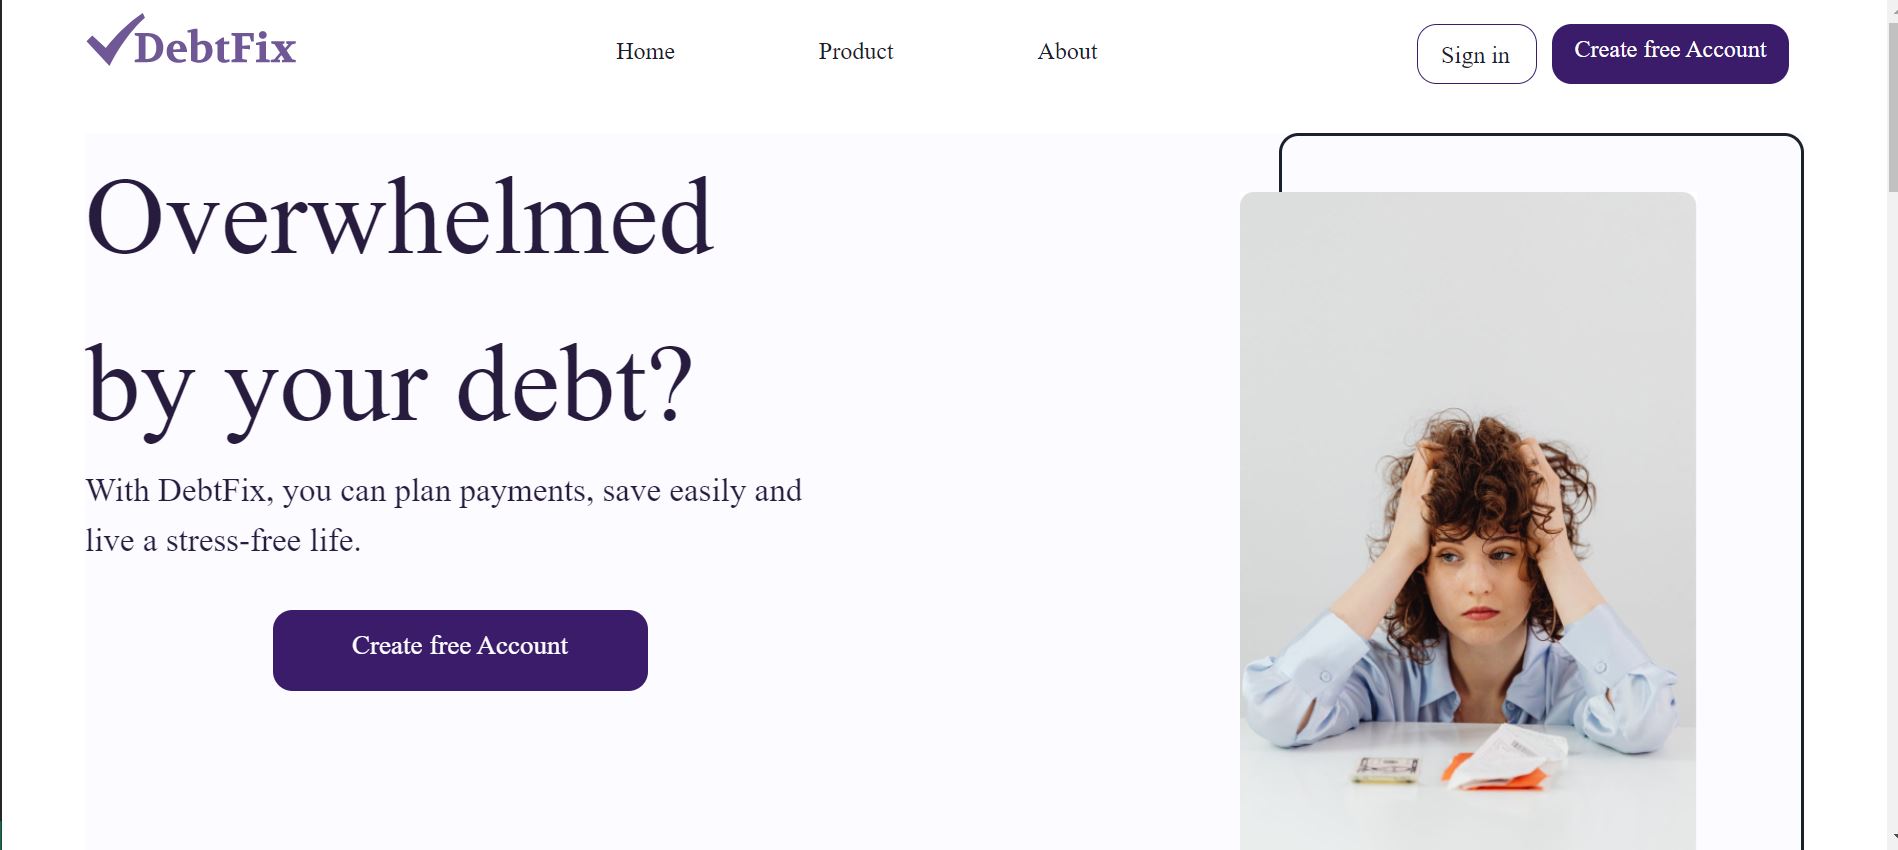 DebtFix
Home
Product
About
Sign in
Create free Account
Overwhelmed
by your debt?
With DebtFix, you can plan payments, save easily and
live a stress-free life.
Create free Account